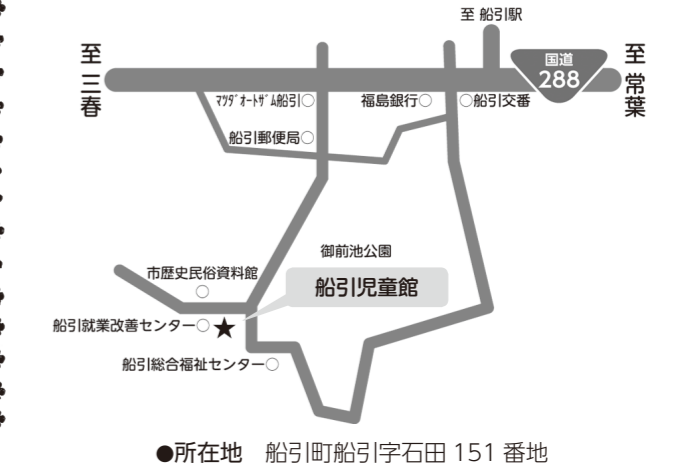 至 船引駅
至 三春
国道
288
至 常葉
ﾏﾂﾀﾞｵｰﾄｻﾞﾑ船引○
福島銀行○
○船引交番
船引郵便局○
御前池公園
市歴史民俗資料館
○
船引児童館
船引就業改善センター○★
船引総合福祉センター○
●所在地　船引町船引字石田 151 番地